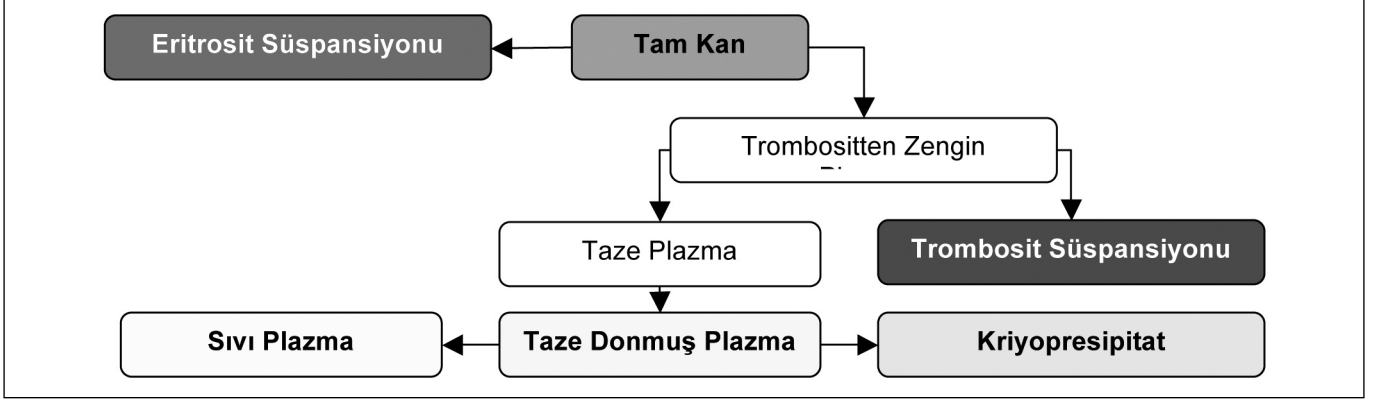 Eritrosit Süspansiyonu
Tam Kan
Trombositten Zengin
Taze Plazma
Trombosit Süspansiyonu
Sıvı Plazma
Taze Donmuş Plazma
Kriyopresipitat